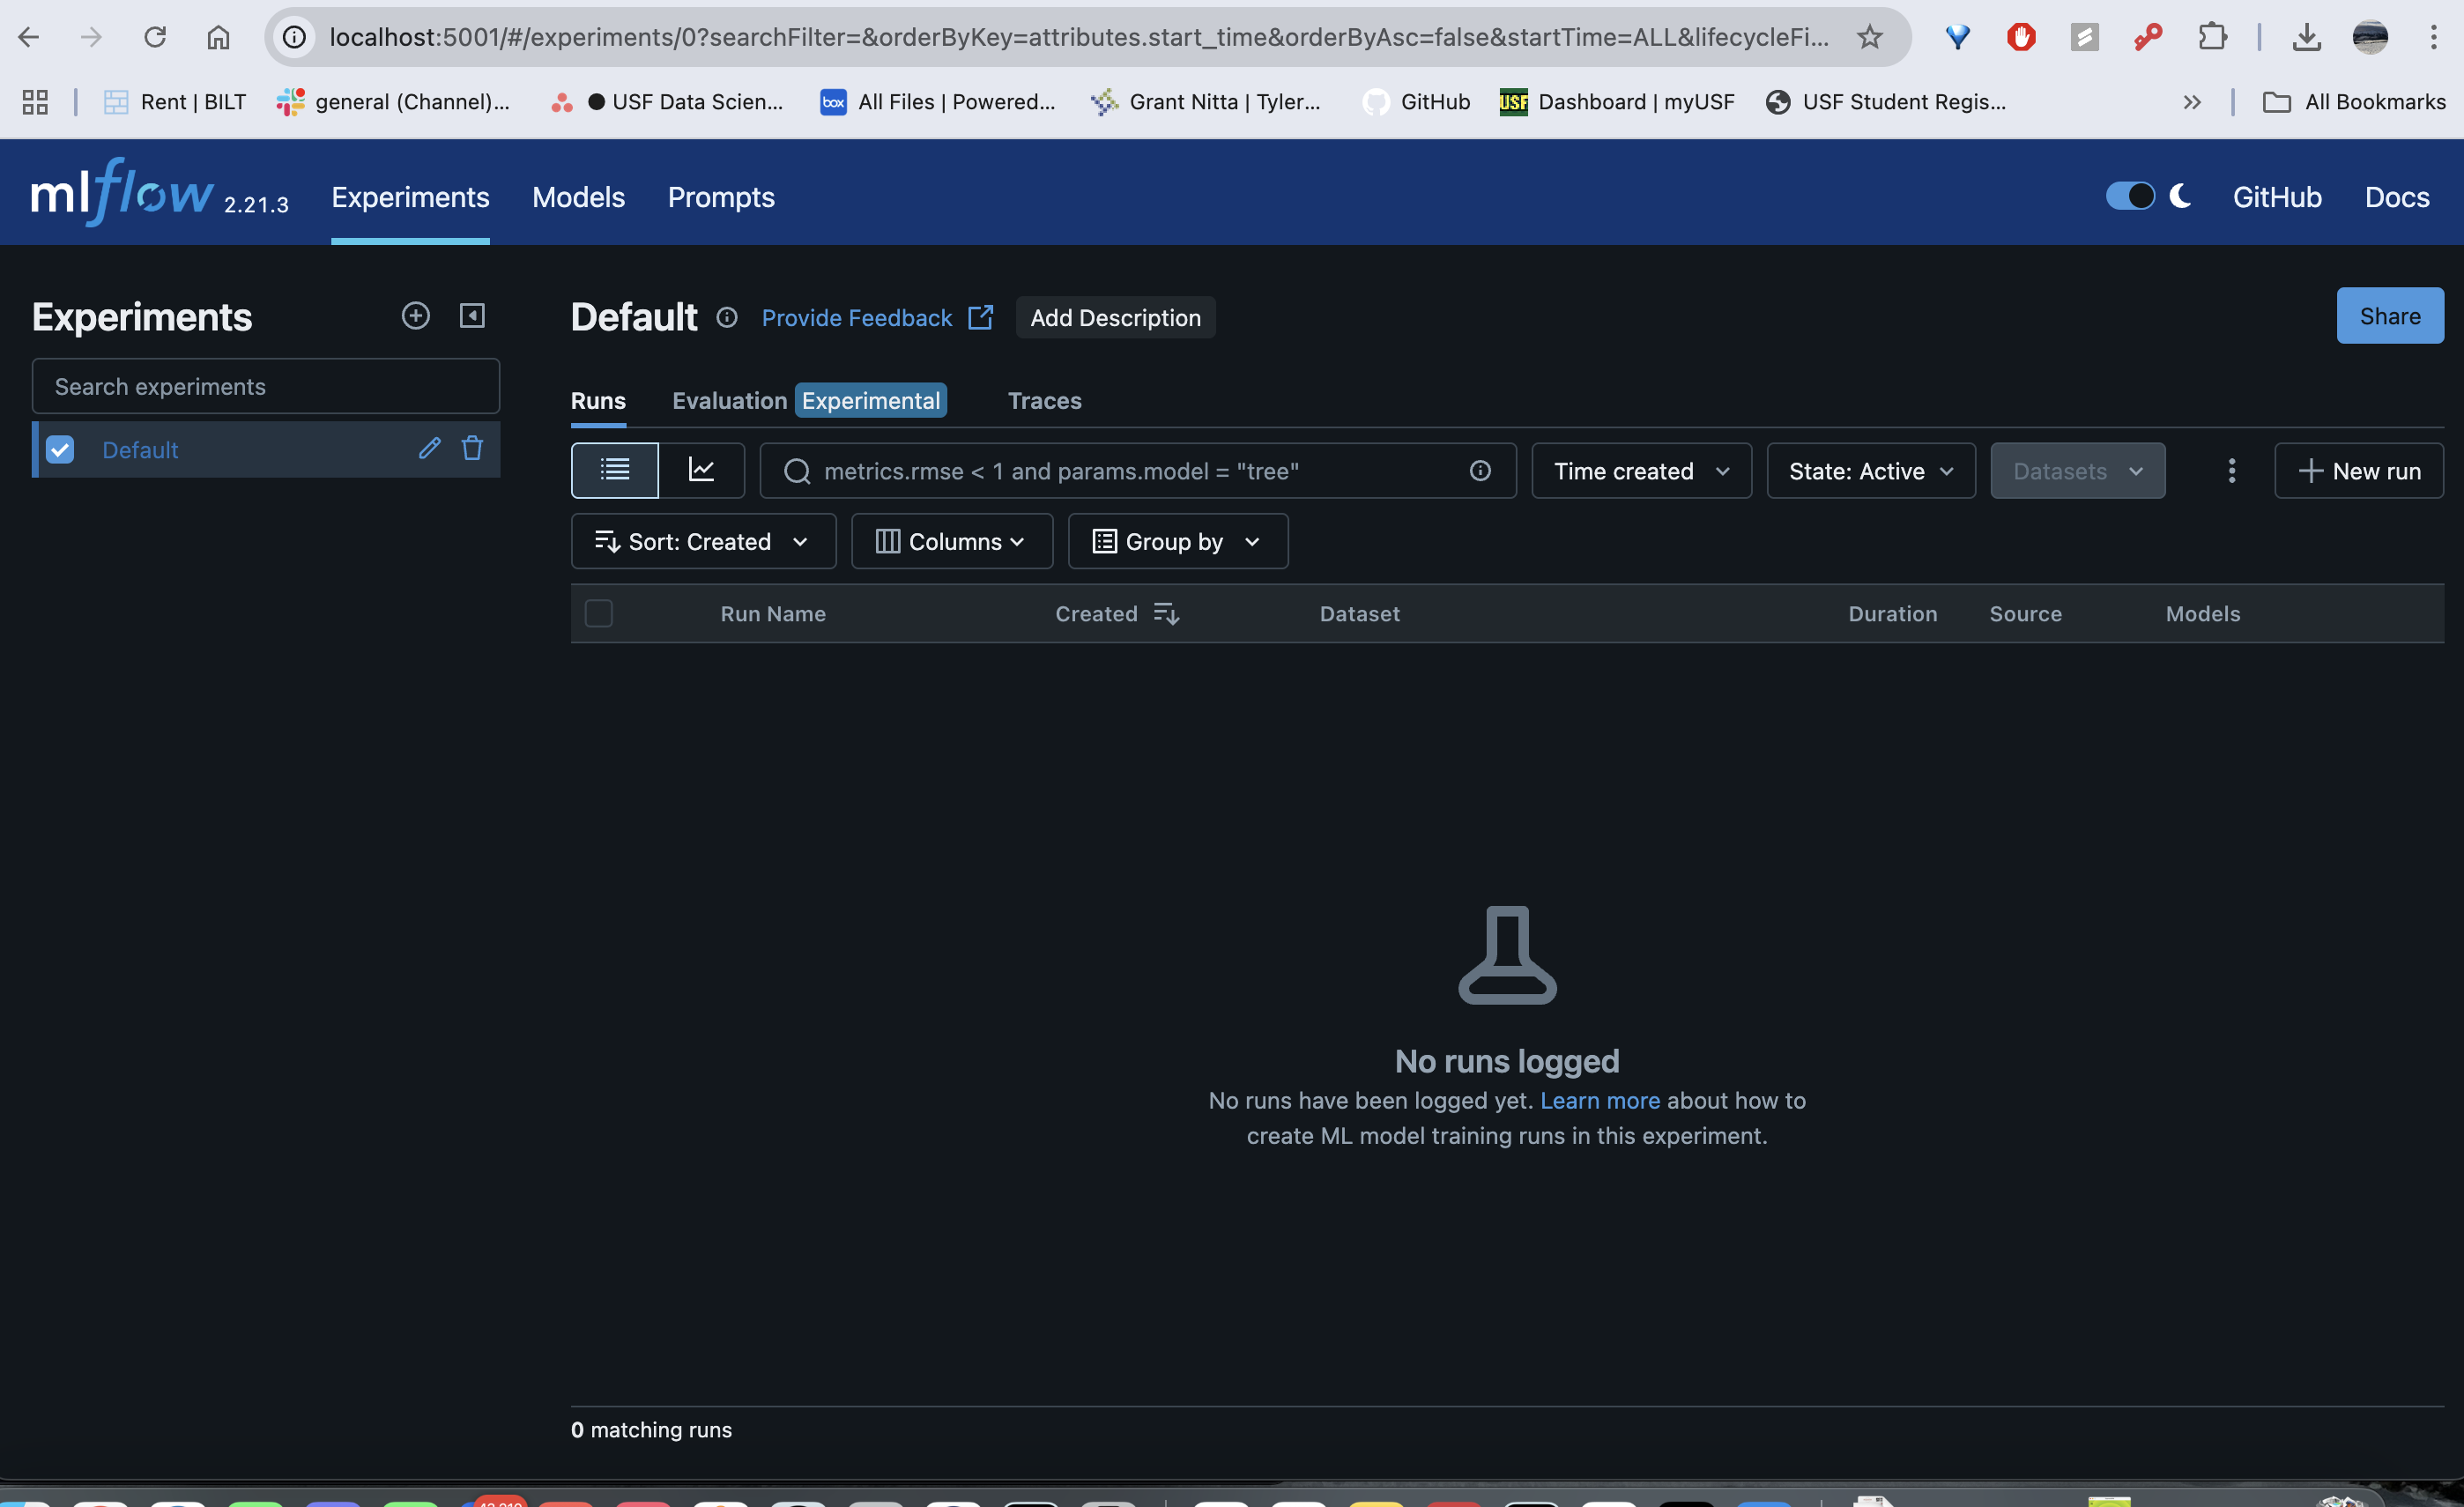 localhost:5001/#/experiments/0?searchFilter=&orderByKey=attributes.start_time&orderByAsc=false&startTime=ALL&lifecycleFi...
Rent | BILT
general (Channel)...
USF Data Scien...
box
All Files | Powered...
Grant Nitta | Tyler...
GitHub
USF
Dashboard | myUSF
USF Student Regis...
All Bookmarks
mlflow 2.21.3
Experiments
Models
Prompts
GitHub
Docs
Experiments
Search experiments
Default
Default
Provide Feedback
Add Description
Share
Runs
Evaluation Experimental
Traces
metrics.rmse < 1 and params.model = "tree"
Time created
State: Active
Datasets
New run
Sort: Created
Columns
Group by
Run Name
Created
Dataset
Duration
Source
Models
No runs logged
No runs have been logged yet. Learn more about how to
create ML model training runs in this experiment.
0 matching runs